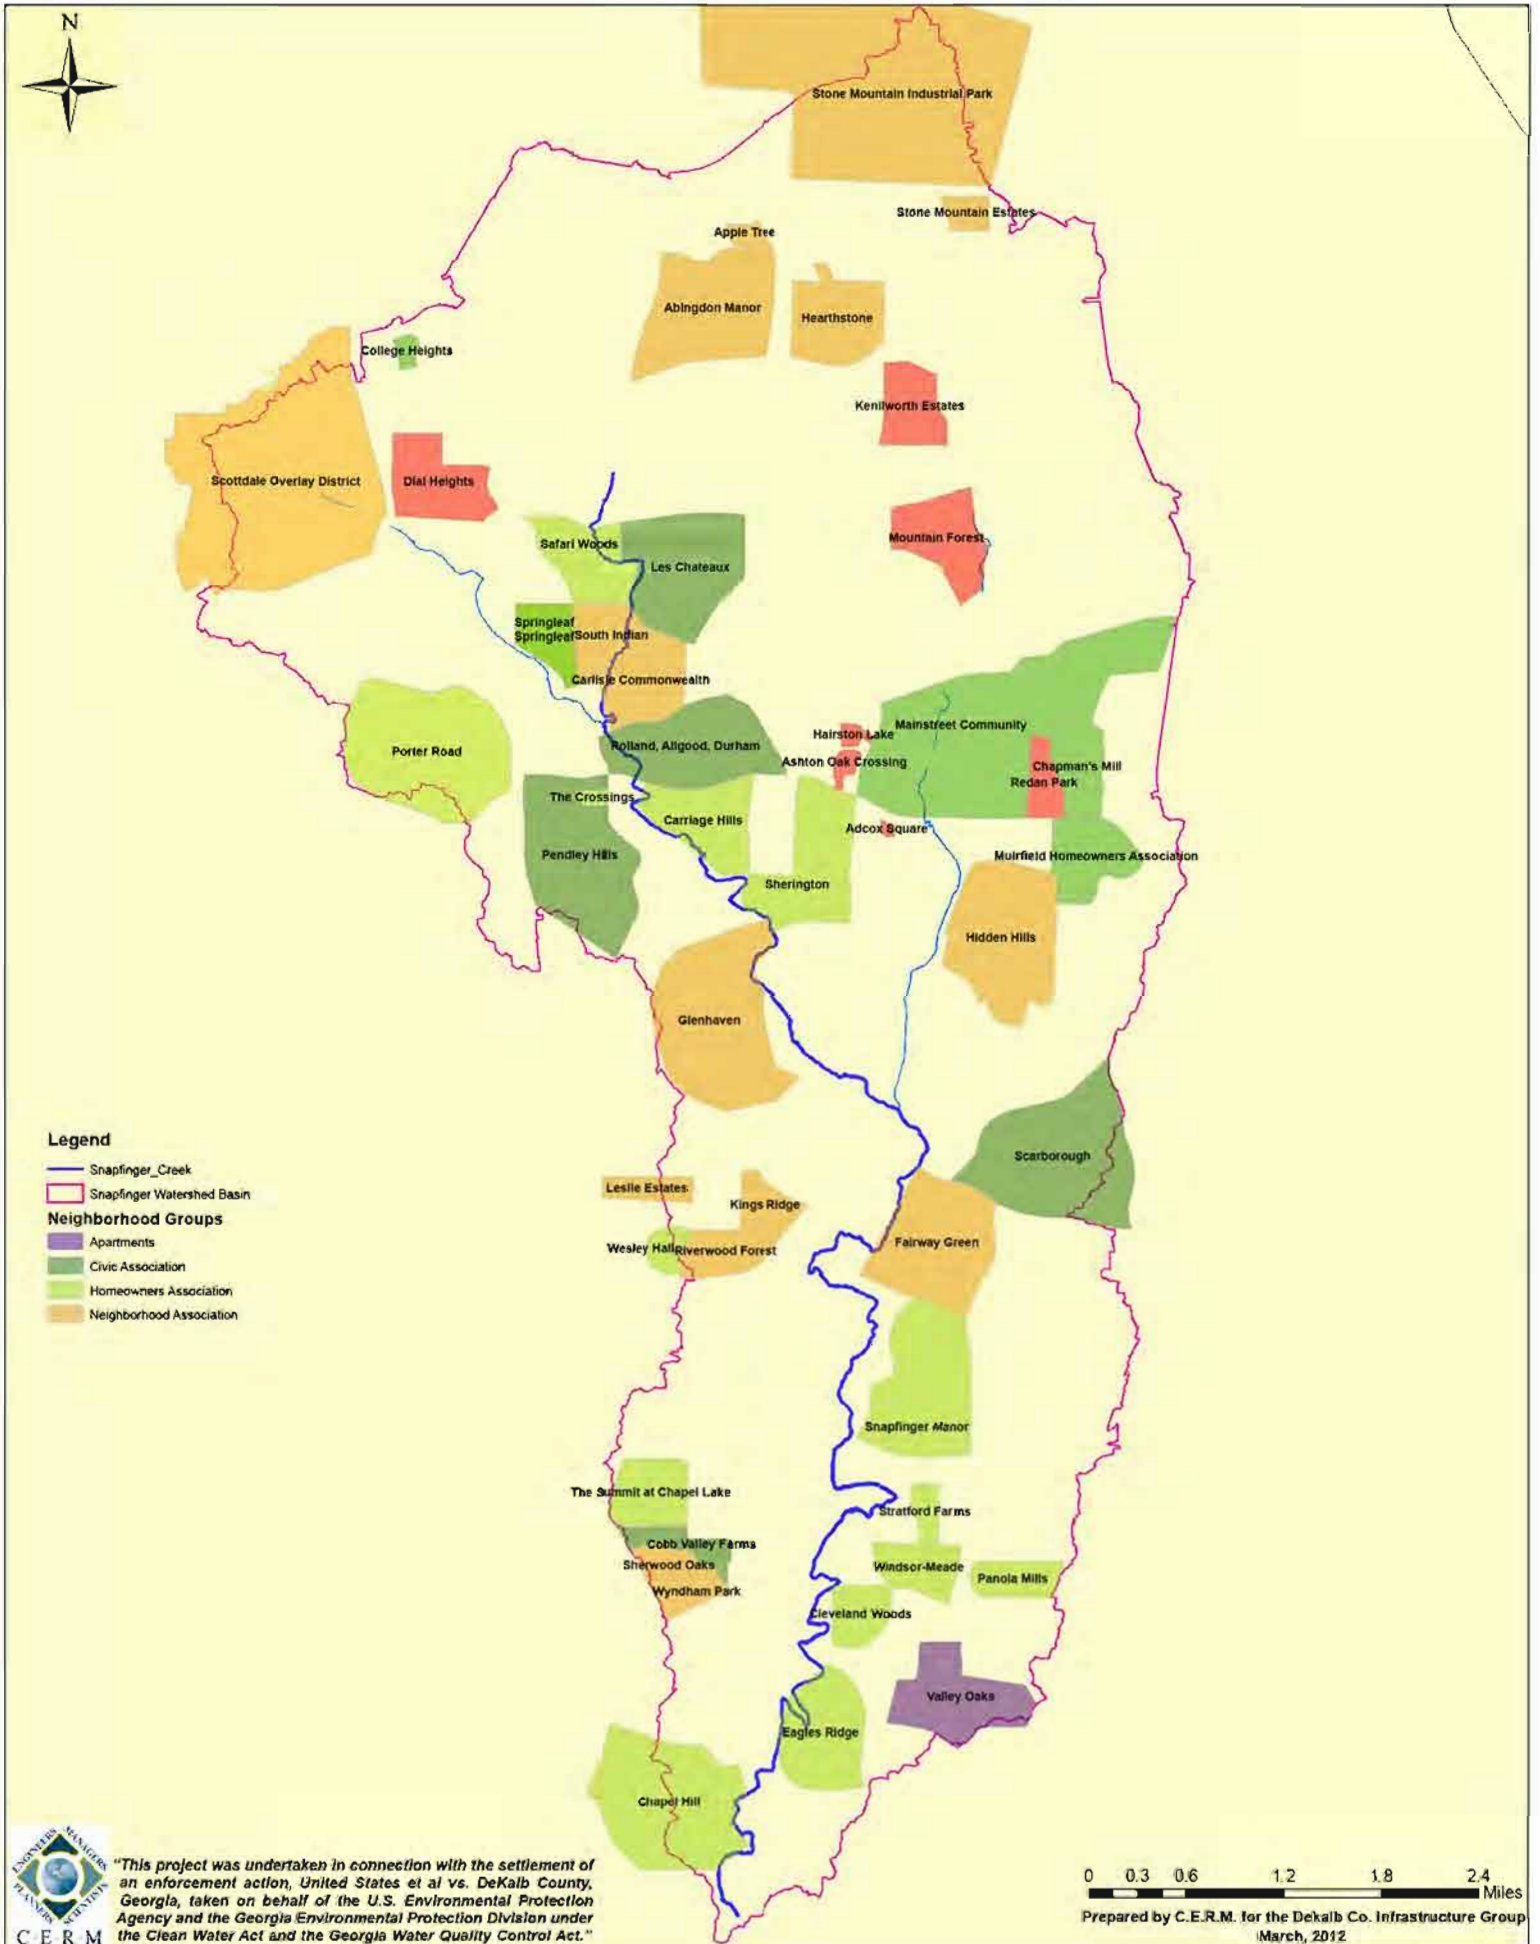 N
Stone Mountain Industrial Park
Stone Mountain Estates
Apple Tree
Abingdon Manor
Hearthstone
College Heights
Kenilworth Estates
Scottdale Overlay District
Dial Heights
Mountain Forest
Safari Woods
Les Chateaux
Springleaf
Springleaf
South Indian
Carlisle Commonwealth
Porter Road
Rolland, Allgood, Durham
Hairston Lake
Mainstreet Community
Ashton Oak Crossing
Chapman's Mill
Redan Park
The Crossings
Carriage Hills
Adcox Square
Pendley Hills
Muirfield Homeowners Association
Sherington
Hidden Hills
Glenhaven
Scarborough
Leslie Estates
Kings Ridge
Wesley Hall
Riverwood Forest
Fairway Green
Snapfinger Manor
The Summit at Chapel Lake
Stratford Farms
Cobb Valley Farms
Sherwood Oaks
Windsor-Meade
Panola Mills
Wyndham Park
Cleveland Woods
Valley Oaks
Eagles Ridge
Chapel Hill
Legend
Snapfinger_Creek
Snapfinger Watershed Basin
Neighborhood Groups
Apartments
Civic Association
Homeowners Association
Neighborhood Association
ENGINEERS MANAGERS
PLANNERS SCIENTISTS
C·E·R·M
"This project was undertaken in connection with the settlement of
an enforcement action, United States et al vs. DeKalb County,
Georgia, taken on behalf of the U.S. Environmental Protection
Agency and the Georgia Environmental Protection Division under
the Clean Water Act and the Georgia Water Quality Control Act."
0 0.3 0.6 1.2 1.8 2.4
Miles
Prepared by C.E.R.M. for the Dekalb Co. Infrastructure Group
March, 2012